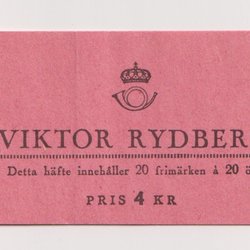 VIKTOR RYDBER
Detta häfte innehåller 20 frimärken à 20 ö
PRIS 4 KR